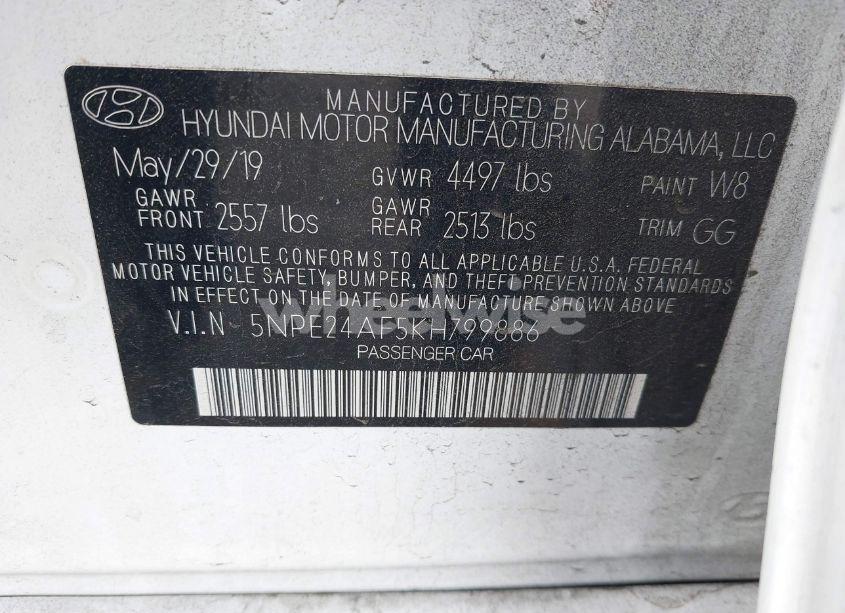 MANUFACTURED BY
HYUNDAI MOTOR MANUFACTURING ALABAMA, LLC
May/29/19 GVWR 4497 lbs PAINT W8
GAWR FRONT 2557 lbs GAWR REAR 2513 lbs TRIM GG
THIS VEHICLE CONFORMS TO ALL APPLICABLE U.S.A. FEDERAL
MOTOR VEHICLE SAFETY, BUMPER, AND THEFT PREVENTION STANDARDS
IN EFFECT ON THE DATE OF MANUFACTURE SHOWN ABOVE
wheelwise
V.I.N 5NPE24AF5KH799886
PASSENGER CAR